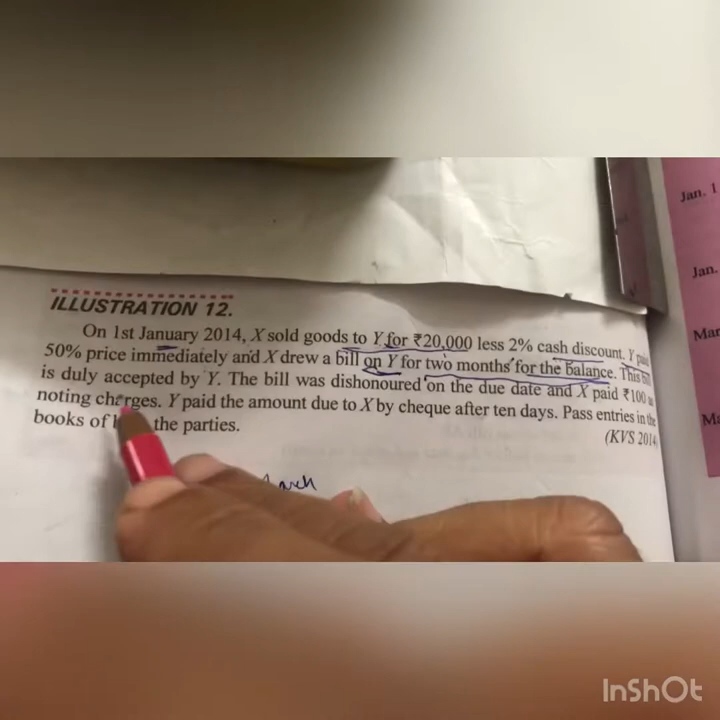 Jan. 1
Jan.
Mar
Ma
ILLUSTRATION 12.
On 1st January 2014, X sold goods to Y for ₹20,000 less 2% cash discount. Y paid
50% price immediately and X drew a bill on Y for two months for the balance. This bill
is duly accepted by Y. The bill was dishonoured on the due date and X paid ₹100 as
noting charges. Y paid the amount due to X by cheque after ten days. Pass entries in the
books of the parties.
(KVS 2014
InShOt